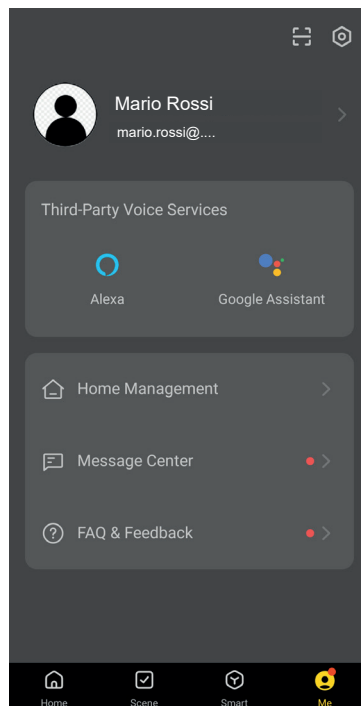 Mario Rossi
mario.rossi@....
Third-Party Voice Services
Alexa
Google Assistant
Home Management
Message Center
FAQ & Feedback
Home
Scene
Smart
Me